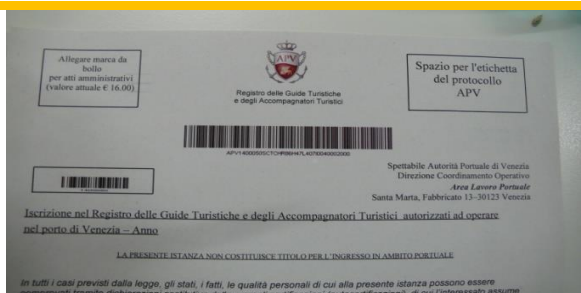 Allegare marca da
bollo
per atti amministrativi
(valore attuale € 16.00)
APV
Registro delle Guide Turistiche
e degli Accompagnatori Turistici
Spazio per l'etichetta
del protocollo
APV
Spettabile Autorità Portuale di Venezia
Direzione Coordinamento Operativo
Area Lavoro Portuale
Santa Marta, Fabbricato 13–30123 Venezia
Iscrizione nel Registro delle Guide Turistiche e degli Accompagnatori Turistici autorizzati ad operare
nel porto di Venezia – Anno
LA PRESENTE ISTANZA NON COSTITUISCE TITOLO PER L'INGRESSO IN AMBITO PORTUALE
In tutti i casi previsti dalla legge, gli stati, i fatti, le qualità personali di cui alla presente istanza possono essere